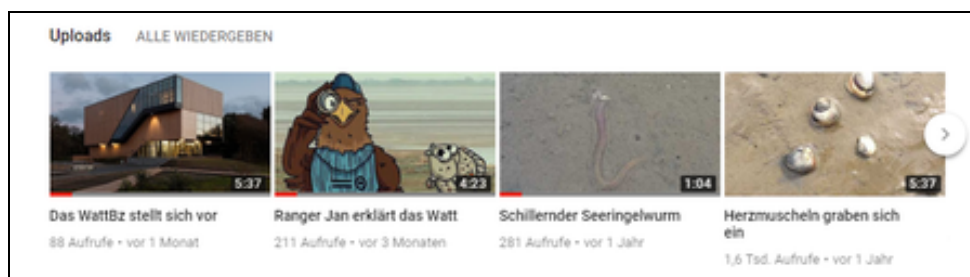 Uploads ALLE WIEDERGEBEN
5:37
4:23
1:04
5:37
Das WattBz stellt sich vor
88 Aufrufe • vor 1 Monat
Ranger Jan erklärt das Watt
211 Aufrufe • vor 3 Monaten
Schillernder Seeringelwurm
281 Aufrufe • vor 1 Jahr
Herzmuscheln graben sich
ein
1,6 Tsd. Aufrufe • vor 1 Jahr